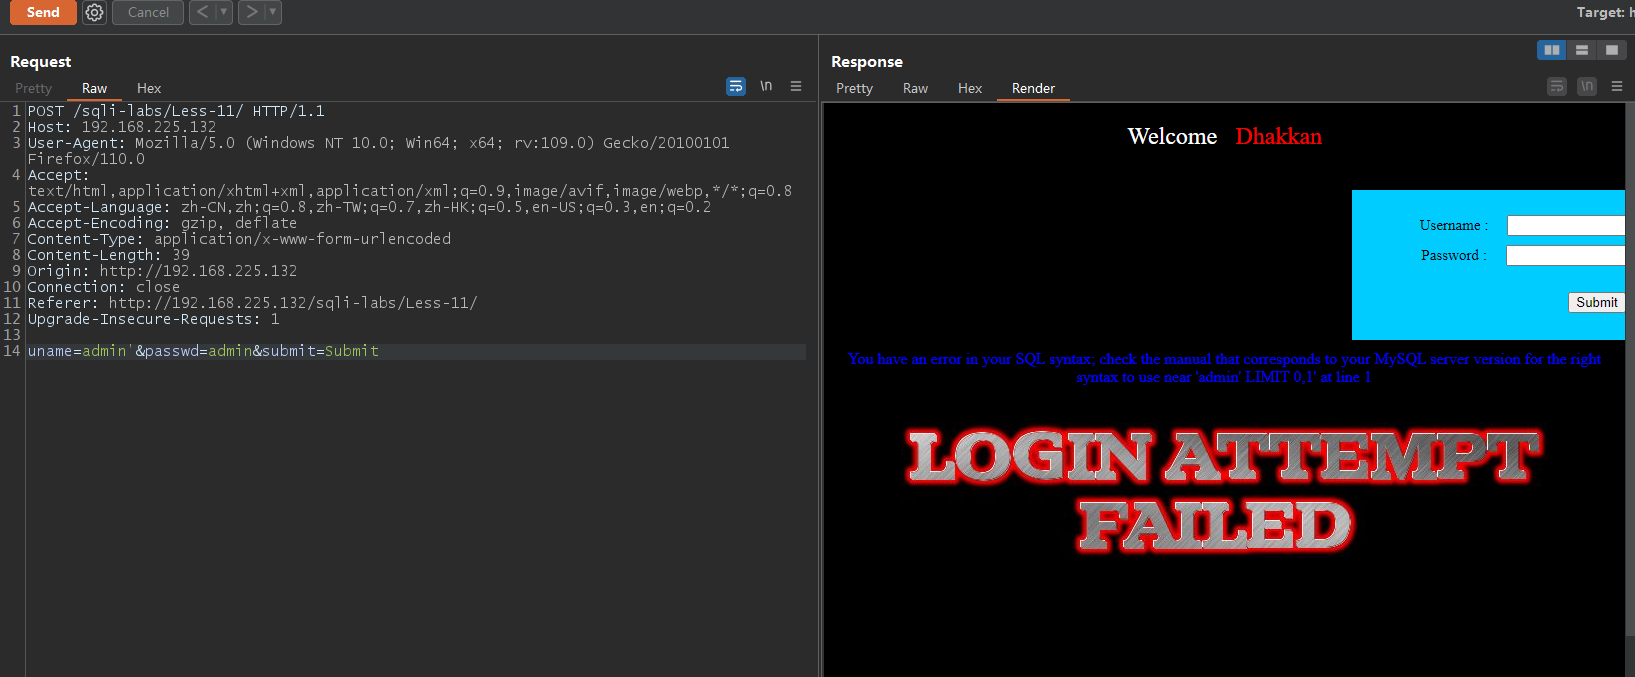 Send
Cancel
Target: h
Request
Pretty Raw Hex
\n
1 POST /sqli-labs/Less-11/ HTTP/1.1
2 Host: 192.168.225.132
3 User-Agent: Mozilla/5.0 (Windows NT 10.0; Win64; x64; rv:109.0) Gecko/20100101
Firefox/110.0
4 Accept:
text/html,application/xhtml+xml,application/xml;q=0.9,image/avif,image/webp,*/*;q=0.8
5 Accept-Language: zh-CN,zh;q=0.8,zh-TW;q=0.7,zh-HK;q=0.5,en-US;q=0.3,en;q=0.2
6 Accept-Encoding: gzip, deflate
7 Content-Type: application/x-www-form-urlencoded
8 Content-Length: 39
9 Origin: http://192.168.225.132
10 Connection: close
11 Referer: http://192.168.225.132/sqli-labs/Less-11/
12 Upgrade-Insecure-Requests: 1
13
14 uname=admin'&passwd=admin&submit=Submit
Response
Pretty Raw Hex Render
\n
Welcome Dhakkan
Username :
Password :
Submit
You have an error in your SQL syntax; check the manual that corresponds to your MySQL server version for the right
syntax to use near 'admin' LIMIT 0,1' at line 1
LOGIN ATTEMPT
FAILED